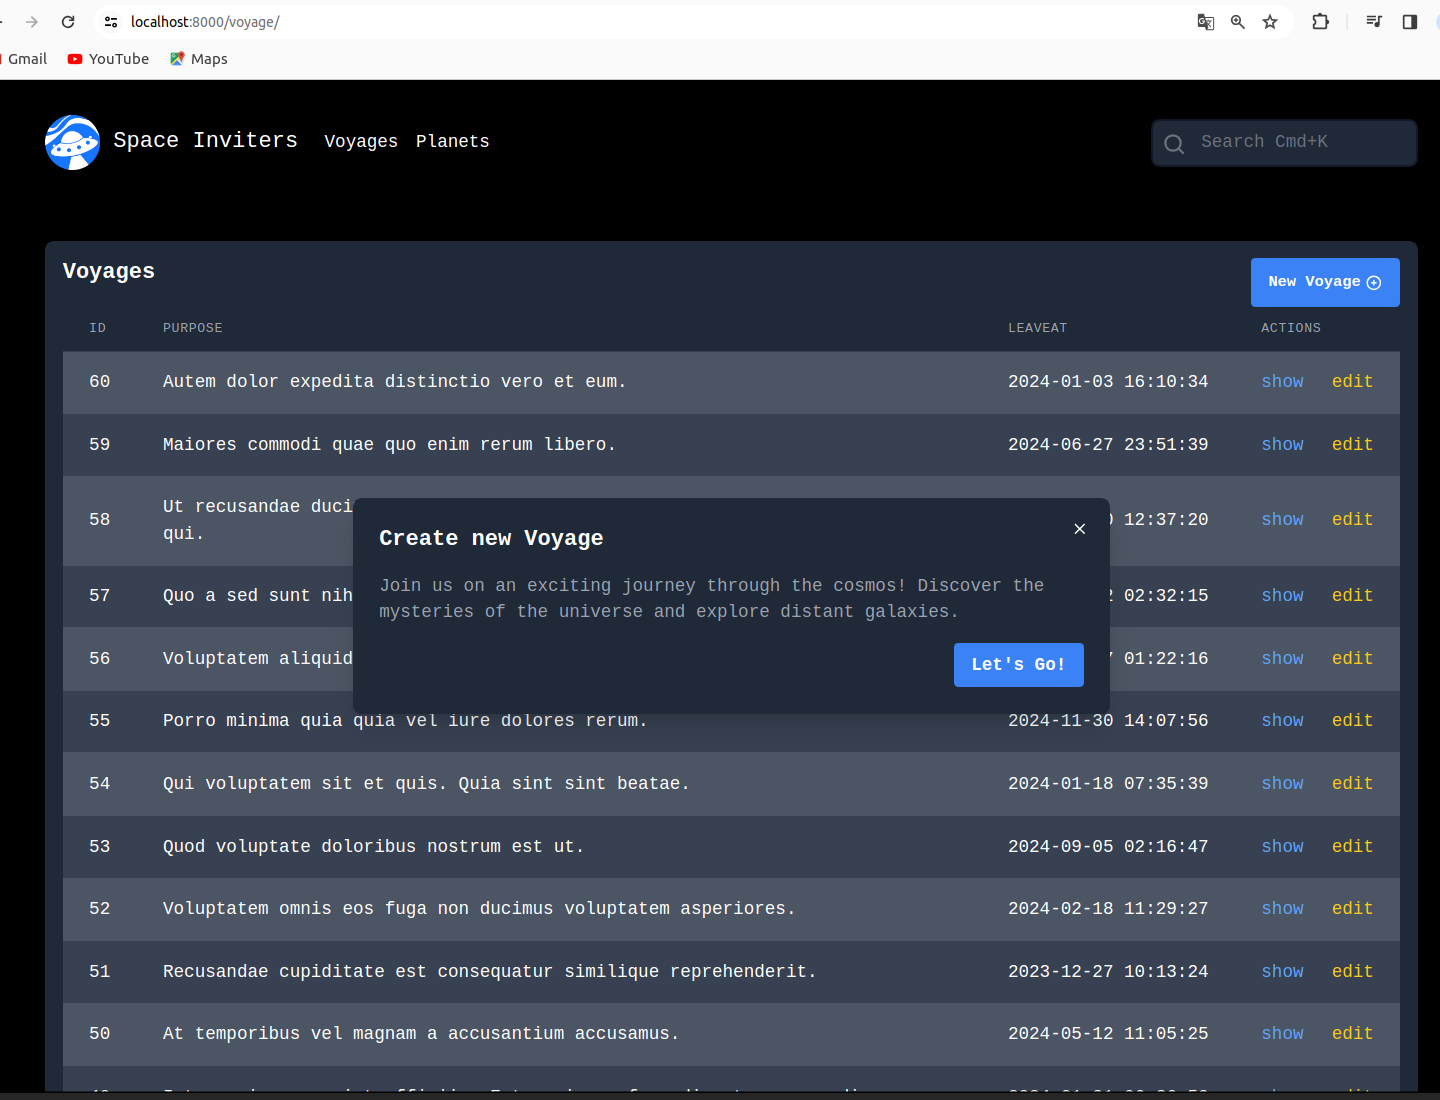 localhost:8000/voyage/
Gmail YouTube Maps
Space Inviters Voyages Planets Search Cmd+K
Voyages
New Voyage
ID PURPOSE LEAVEAT ACTIONS
60 Autem dolor expedita distinctio vero et eum. 2024-01-03 16:10:34 show edit
59 Maiores commodi quae quo enim rerum libero. 2024-06-27 23:51:39 show edit
58 Ut recusandae
qui. 12:37:20 show edit
57 Quo a sed sunt 02:32:15 show edit
56 Voluptatem aliquid 01:22:16 show edit
Create new Voyage
Join us on an exciting journey through the cosmos! Discover the
mysteries of the universe and explore distant galaxies.
Let's Go!
55 Porro minima quia quia vel iure dolores rerum. 2024-11-30 14:07:56 show edit
54 Qui voluptatem sit et quis. Quia sint sint beatae. 2024-01-18 07:35:39 show edit
53 Quod voluptate doloribus nostrum est ut. 2024-09-05 02:16:47 show edit
52 Voluptatem omnis eos fuga non ducimus voluptatem asperiores. 2024-02-18 11:29:27 show edit
51 Recusandae cupiditate est consequatur similique reprehenderit. 2023-12-27 10:13:24 show edit
50 At temporibus vel magnam a accusantium accusamus. 2024-05-12 11:05:25 show edit